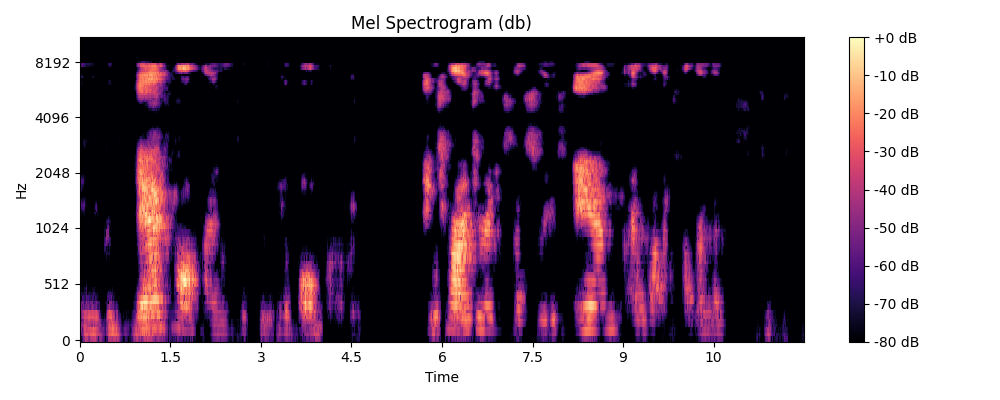 Mel Spectrogram (db)
8192
4096
2048
1024
512
0
Hz
0 1.5 3 4.5 6 7.5 9 10
Time
+0 dB
-10 dB
-20 dB
-30 dB
-40 dB
-50 dB
-60 dB
-70 dB
-80 dB